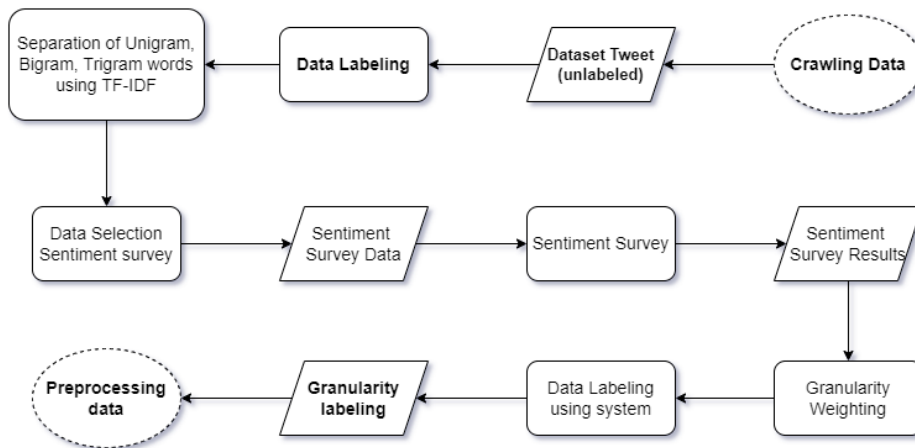 Separation of Unigram,
Bigram, Trigram words
using TF-IDF
Data Labeling
Dataset Tweet
(unlabeled)
Crawling Data
Data Selection
Sentiment survey
Sentiment
Survey Data
Sentiment Survey
Sentiment
Survey Results
Preprocessing
data
Granularity
labeling
Data Labeling
using system
Granularity
Weighting